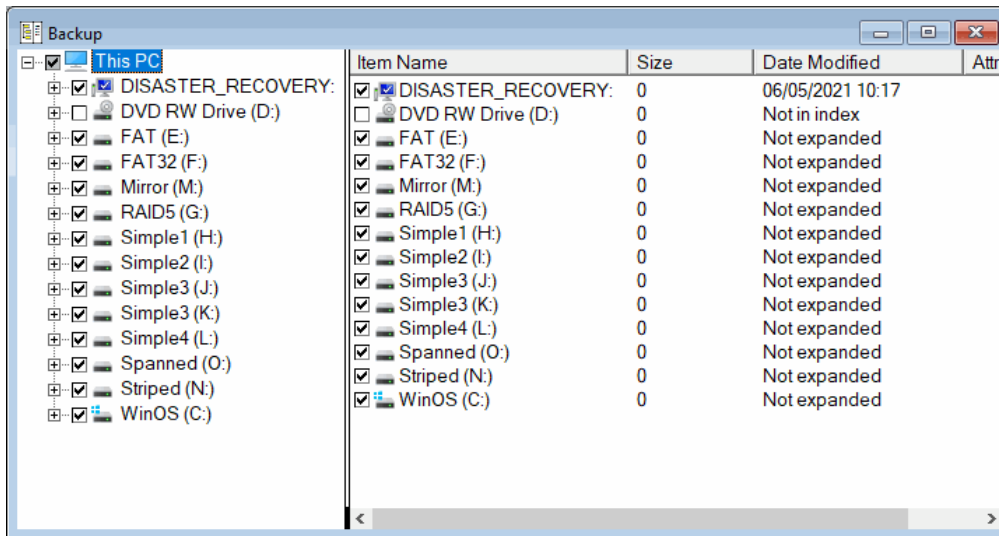 Backup
This PC
DISASTER_RECOVERY:
DVD RW Drive (D:)
FAT (E:)
FAT32 (F:)
Mirror (M:)
RAID5 (G:)
Simple1 (H:)
Simple2 (I:)
Simple3 (J:)
Simple3 (K:)
Simple4 (L:)
Spanned (O:)
Striped (N:)
WinOS (C:)
Item Name Size Date Modified Attr
DISASTER_RECOVERY: 0 06/05/2021 10:17
DVD RW Drive (D:) 0 Not in index
FAT (E:) 0 Not expanded
FAT32 (F:) 0 Not expanded
Mirror (M:) 0 Not expanded
RAID5 (G:) 0 Not expanded
Simple1 (H:) 0 Not expanded
Simple2 (I:) 0 Not expanded
Simple3 (J:) 0 Not expanded
Simple3 (K:) 0 Not expanded
Simple4 (L:) 0 Not expanded
Spanned (O:) 0 Not expanded
Striped (N:) 0 Not expanded
WinOS (C:) 0 Not expanded